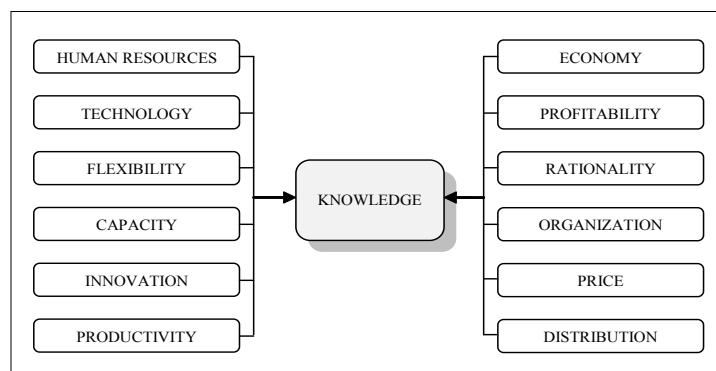 HUMAN RESOURCES
TECHNOLOGY
FLEXIBILITY
CAPACITY
INNOVATION
PRODUCTIVITY
KNOWLEDGE
ECONOMY
PROFITABILITY
RATIONALITY
ORGANIZATION
PRICE
DISTRIBUTION